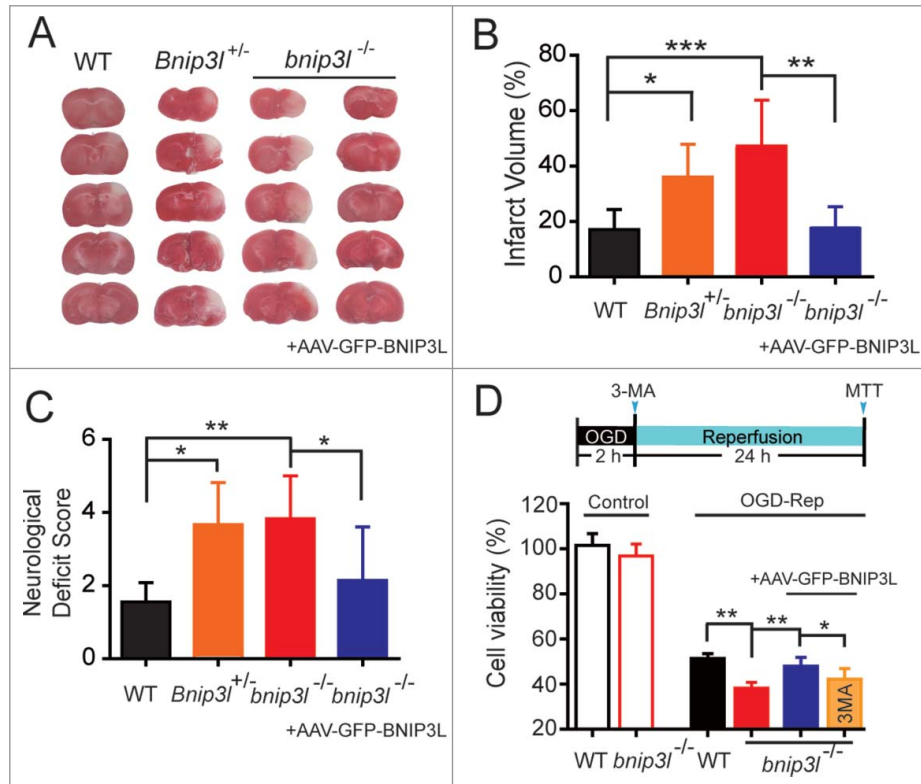 A
WT Bnip3l+/- bnip3l -/-
+AAV-GFP-BNIP3L
B
Infarct Volume (%)
80
60
40
20
0
*** 
* **
WT Bnip3l+/- bnip3l-/- bnip3l-/-
+AAV-GFP-BNIP3L
C
Neurological
Deficit Score
6
4
2
0
**
* *
WT Bnip3l+/- bnip3l-/- bnip3l-/-
+AAV-GFP-BNIP3L
D
3-MA MTT
OGD Reperfusion
2 h 24 h
Cell viability (%)
120
100
80
60
40
20
Control OGD-Rep
+AAV-GFP-BNIP3L
** ** *
3MA
WT bnip3l-/- WT bnip3l-/-